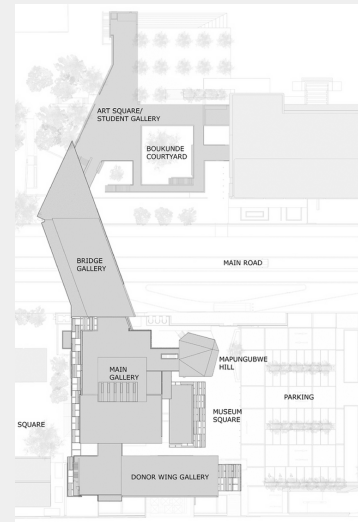 ART SQUARE/
STUDENT GALLERY
BOUKUNDE
COURTYARD
BRIDGE
GALLERY
MAIN ROAD
MAPUNGUBWE
HILL
MAIN
GALLERY
PARKING
MUSEUM
SQUARE
SQUARE
DONOR WING GALLERY